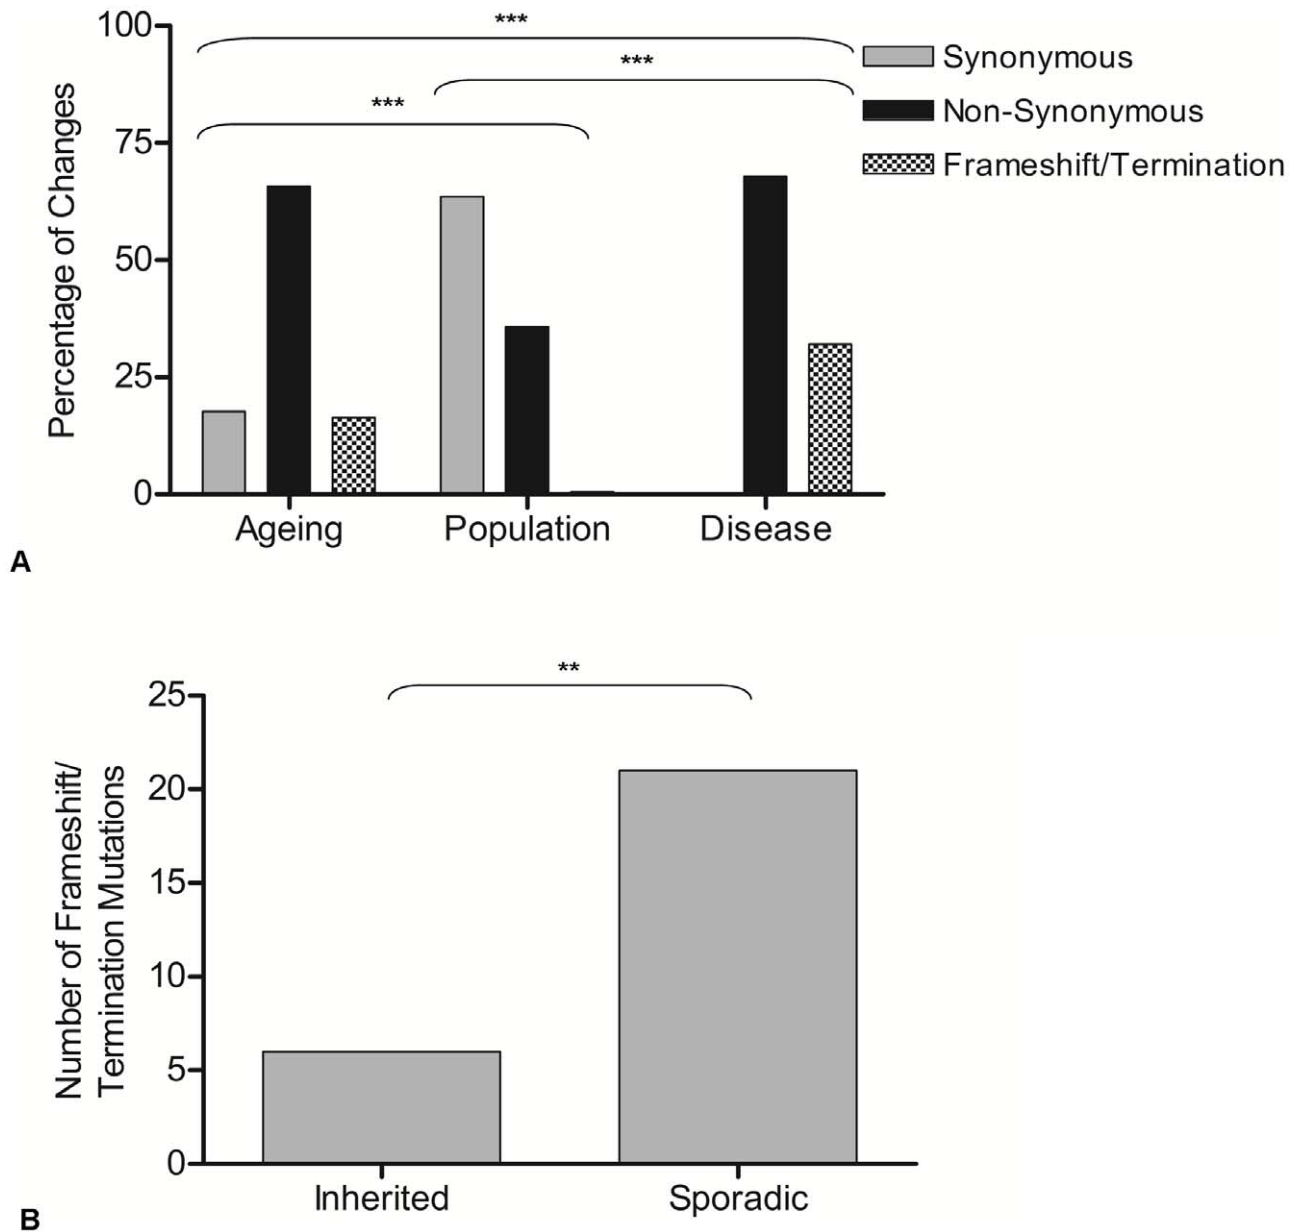 ***
***
***
100
75
50
25
0
Percentage of Changes
Synonymous
Non-Synonymous
Frameshift/Termination
Ageing
Population
Disease
A
**
25
20
15
10
5
0
Number of Frameshift/
Termination Mutations
Inherited
Sporadic
B